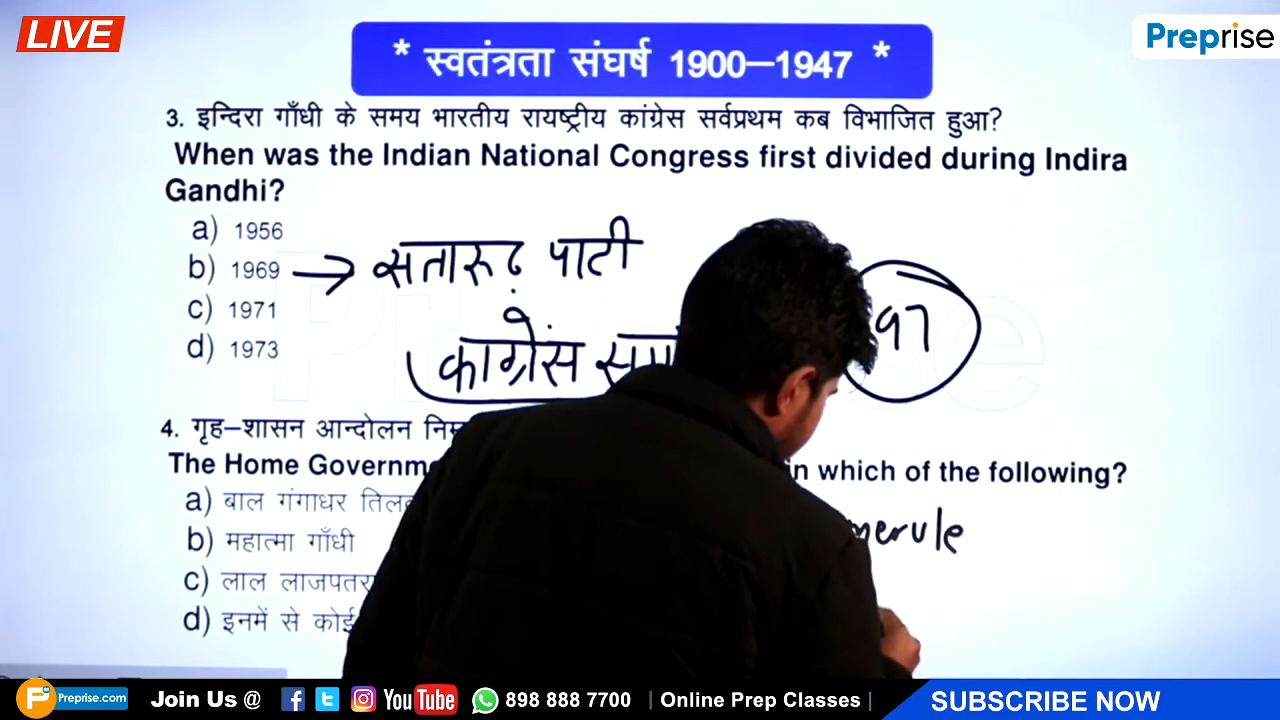 LIVE
Preprise
* स्वतंत्रता संघर्ष 1900–1947 *
3. इन्दिरा गाँधी के समय भारतीय रायष्ट्रीय कांग्रेस सर्वप्रथम कब विभाजित हुआ?
When was the Indian National Congress first divided during Indira
Gandhi?
a) 1956
b) 1969 → सतारूढ़ पाटी
c) 1971
d) 1973
काग्रेंस
97
4. गृह–शासन आन्दोलन
The Home in which of the following?
a) बाल गंगाधर
b) महात्मा गाँधी
c) लाल
d) इनमें से कोई
Preprise.com
Join Us @ YouTube 898 888 7700 | Online Prep Classes |
SUBSCRIBE NOW